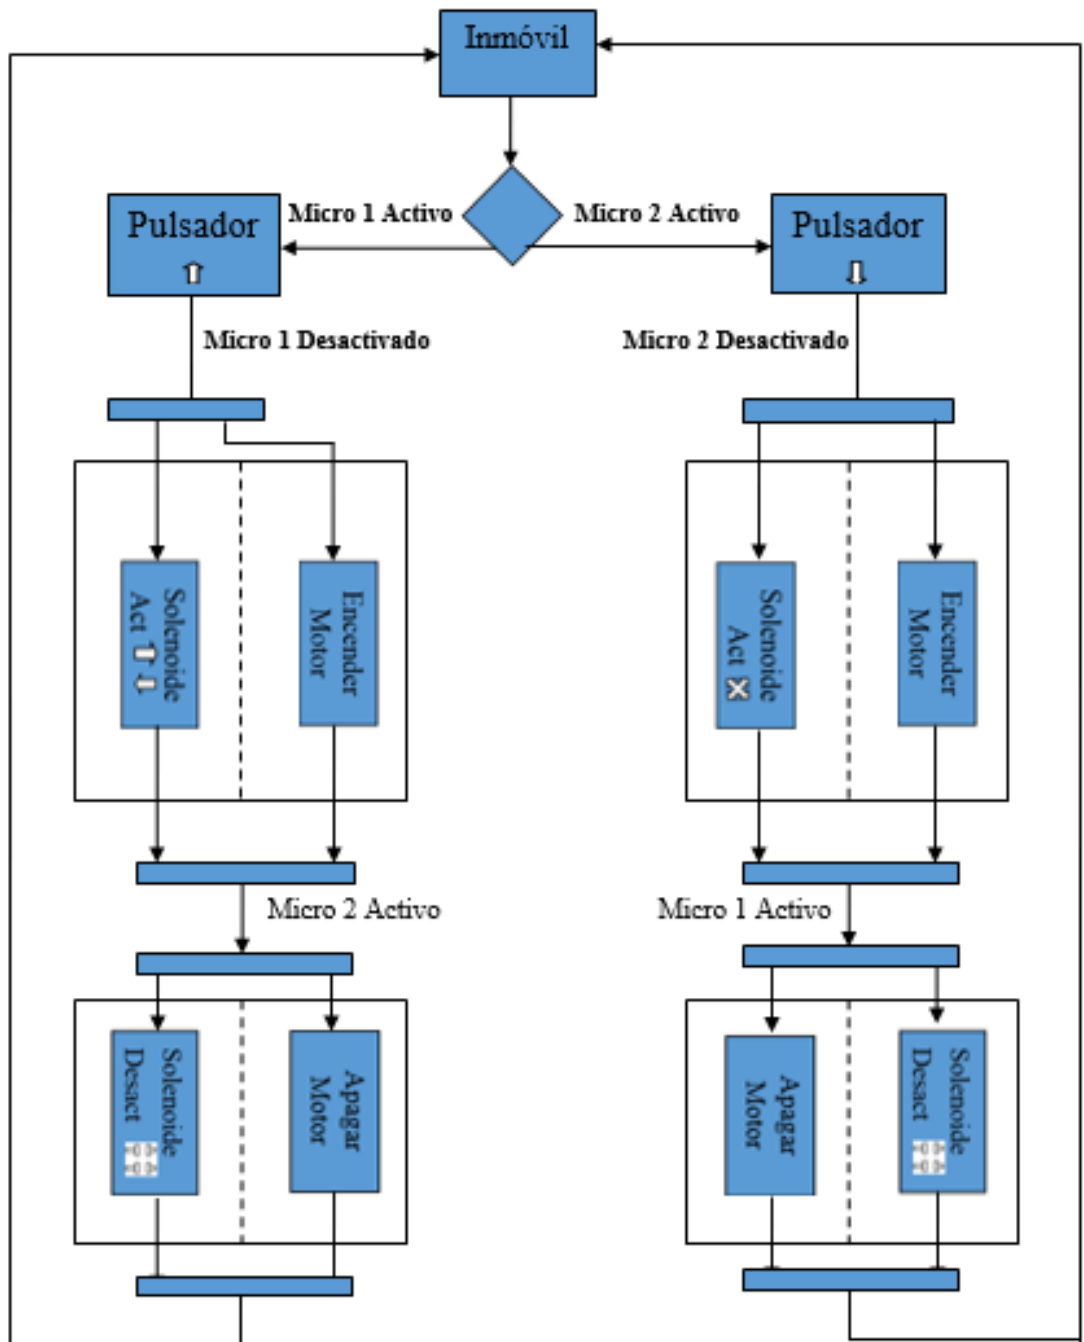 Inmóvil
Micro 1 Activo
Micro 2 Activo
Pulsador
Pulsador
Micro 1 Desactivado
Micro 2 Desactivado
Solenoide
Act
Encender
Motor
Solenoide
Act
Encender
Motor
Micro 2 Activo
Micro 1 Activo
Solenoide
Desact
Apagar
Motor
Apagar
Motor
Solenoide
Desact